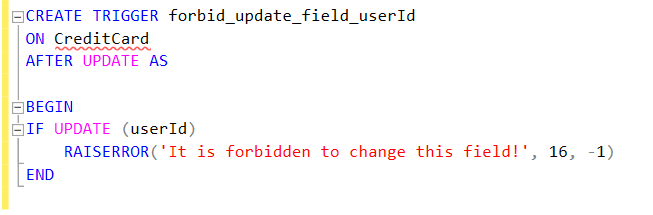 CREATE TRIGGER forbid_update_field_userId
ON CreditCard
AFTER UPDATE AS
BEGIN
IF UPDATE (userId)
RAISERROR('It is forbidden to change this field!', 16, -1)
END